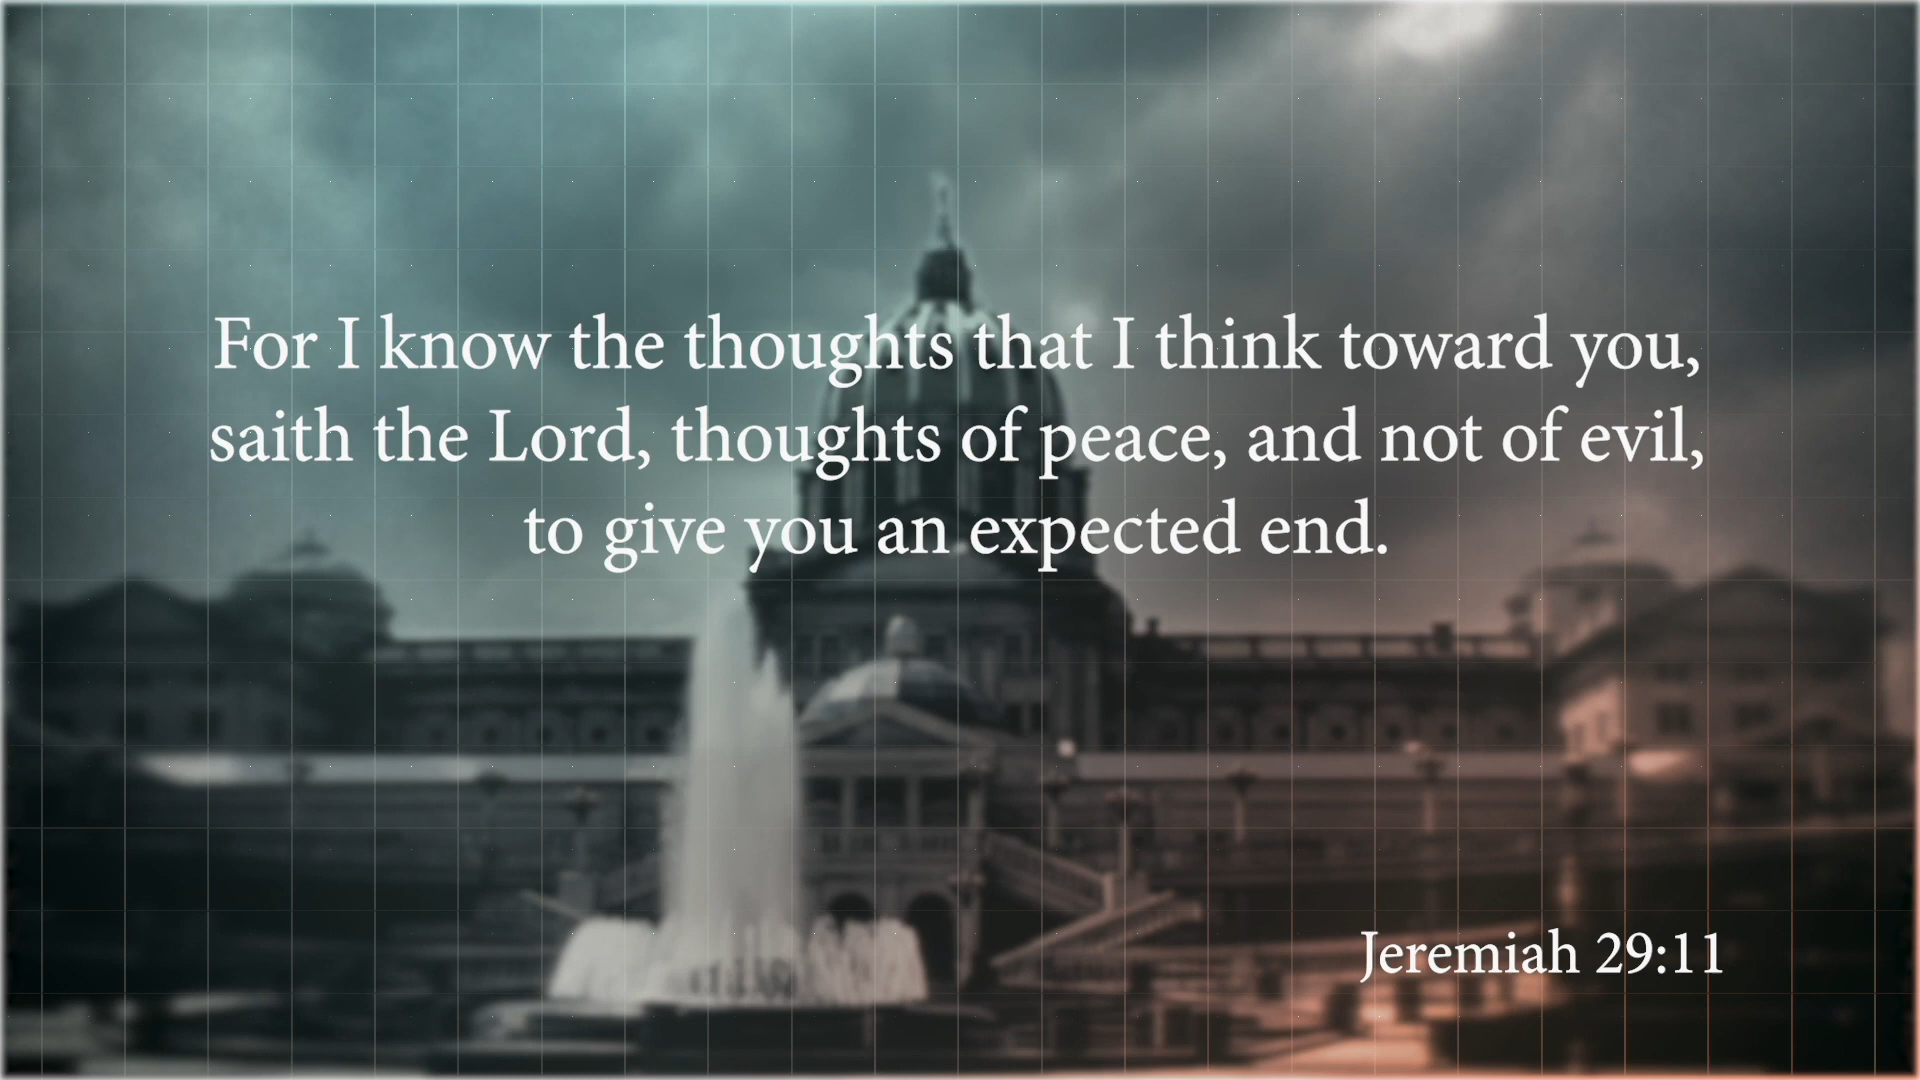 For I know the thoughts that I think toward you,
saith the Lord, thoughts of peace, and not of evil,
to give you an expected end.
Jeremiah 29:11